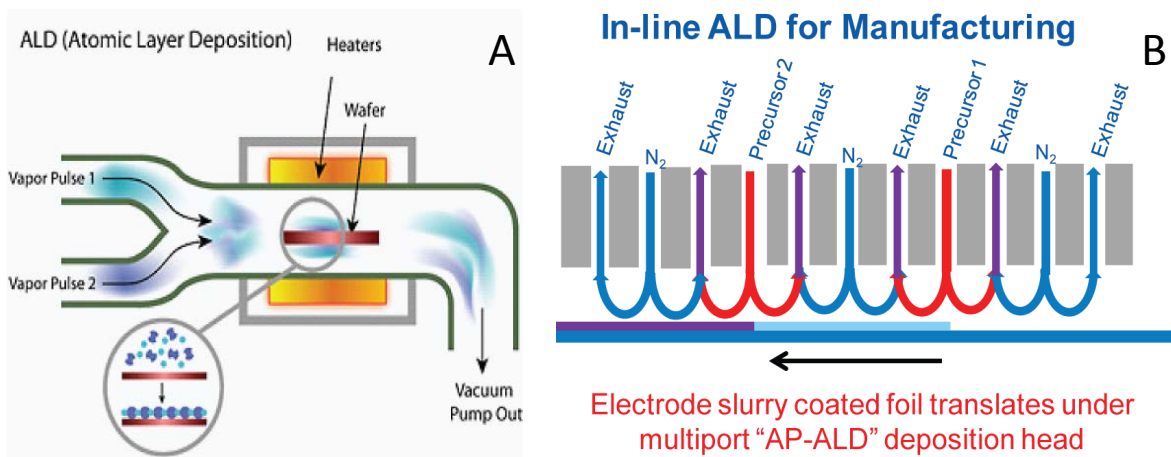 ALD (Atomic Layer Deposition)
A
Heaters
Wafer
Vapor Pulse 1
Vapor Pulse 2
Vacuum
Pump Out
In-line ALD for Manufacturing
B
Exhaust
N2
Exhaust
Precursor 2
Exhaust
N2
Exhaust
Precursor 1
Exhaust
N2
Exhaust
Electrode slurry coated foil translates under
multiport “AP-ALD” deposition head